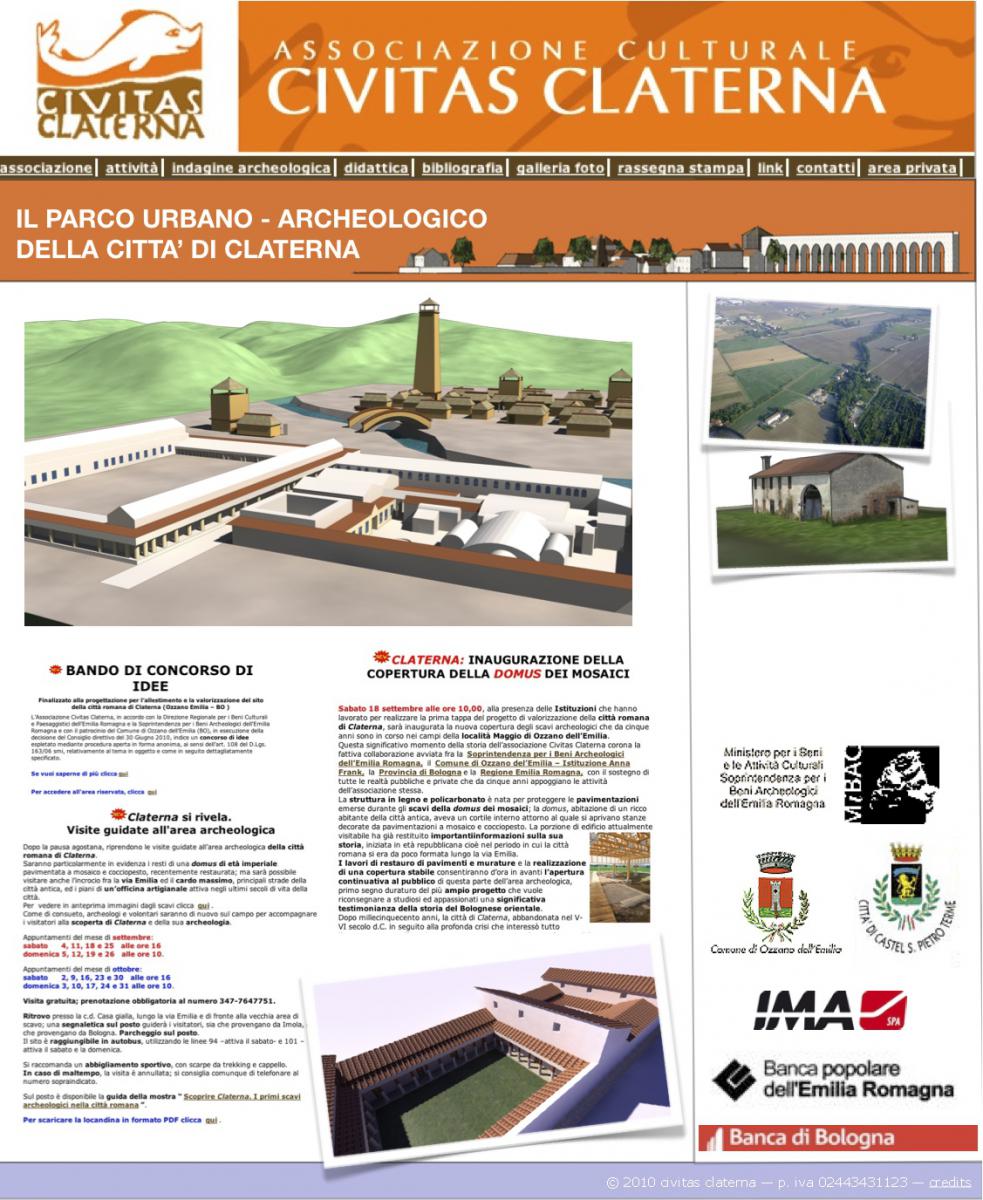 CIVITAS
CLATERNA
ASSOCIAZIONE CULTURALE
CIVITAS CLATERNA
associazione| attività| indagine archeologica| didattica| bibliografia| galleria foto| rassegna stampa| link| contatti| area privata|
IL PARCO URBANO - ARCHEOLOGICO
DELLA CITTA' DI CLATERNA
BANDO DI CONCORSO DI
IDEE
Finalizzato alla progettazione per l'allestimento e la valorizzazione del sito
della città romana di Claterna (Ozzano Emilia - BO )
L'Associazione Civitas Claterna, in accordo con la Direzione Regionale per i Beni Culturali
e Paesaggistici dell'Emilia Romagna e la Soprintendenza per i Beni Archeologici dell'Emilia
Romagna e con il patrocinio del Comune di Ozzano dell'Emilia (BO), in esecuzione della
decisione del Consiglio direttivo del 30 Giugno 2010, indice un concorso di idee
espletato mediante procedura aperta in forma anonima, ai sensi dell'art. 108 del D.Lgs.
163/06 smi, relativamente al tema in oggetto e come in seguito dettagliatamente
specificato.
Se vuoi saperne di più clicca qui
Per accedere all'area riservata, clicca qui
Claterna si rivela.
Visite guidate all'area archeologica
Dopo la pausa agostana, riprendono le visite guidate all'area archeologica della città
romana di Claterna.
Saranno particolarmente in evidenza i resti di una domus di età imperiale
pavimentata a mosaico e cocciopesto, recentemente restaurate; ma sarà possibile
visitare anche l'incrocio fra la via Emilia ed il cardo massimo, principali strade della
città antica, ed i piani di un'officina artigianale attiva negli ultimi secoli di vita della
città.
Per vedere in anteprima immagini dagli scavi clicca qui .
Come di consueto, archeologi e volontari saranno di nuovo sul campo per accompagnare
i visitatori alla scoperta di Claterna e della sua archeologia.
Appuntamenti del mese di settembre:
sabato 4, 11, 18 e 25 alle ore 16
domenica 5, 12, 19 e 26 alle ore 10.
Appuntamenti del mese di ottobre:
sabato 2, 9, 16, 23 e 30 alle ore 16
domenica 3, 10, 17, 24 e 31 alle ore 10.
Visita gratuita; prenotazione obbligatoria al numero 347-7647751.
Ritrovo presso la c.d. Casa gialla, lungo la via Emilia e di fronte alla vecchia area di
scavo; una segnaletica sul posto guiderà i visitatori, sia che provengano da Imola,
che provengano da Bologna. Parcheggio sul posto.
Il sito è raggiungibile in autobus, utilizzando le linee 94 –attiva il sabato- e 101 –
attiva il sabato e la domenica.
Si raccomanda un abbigliamento sportivo, con scarpe da trekking e cappello.
In caso di maltempo, la visita è annullata; si consiglia comunque di telefonare al
numero sopraindicato.
Sul posto è disponibile la guida della mostra " Scoprire Claterna. I primi scavi
archeologici nella città romana ".
Per scaricare la locandina in formato PDF clicca qui .
CLATERNA: INAUGURAZIONE DELLA
COPERTURA DELLA DOMUS DEI MOSAICI
Sabato 18 settembre alle ore 10,00, alla presenza delle Istituzioni che hanno
lavorato per realizzare la prima tappa del progetto di valorizzazione della città romana
di Claterna, sarà inaugurata la nuova copertura degli scavi archeologici che da cinque
anni sono in corso nei campi della località Maggio di Ozzano dell'Emilia.
Questa significativo momento della storia dell'associazione Civitas Claterna corona la
fattiva collaborazione avviata fra la Soprintendenza per i Beni Archeologici
dell'Emilia Romagna, il Comune di Ozzano del'Emilia – Istituzione Anna
Frank, la Provincia di Bologna e la Regione Emilia Romagna, con il sostegno di
tutte le realtà pubbliche e private che da cinque anni appoggiano le attività
dell'associazione stessa.
La struttura in legno e policarbonato è nata per proteggere le pavimentazioni
emerse durante gli scavi della domus dei mosaici; la domus, abitazione di un ricco
abitante della città antica, aveva un cortile interno attorno al quale si aprivano stanze
decorate da pavimentazioni a mosaico e cocciopesto. La porzione di edificio attualmente
visitabile ha già restituito importantiinformazioni sulla sua
storia, iniziata in età repubblicana cioè nel periodo in cui la città
romana si era da poco formata lungo la via Emilia.
I lavori di restauro di pavimenti e murature e la realizzazione
di una copertura stabile consentiranno d'ora in avanti l'apertura
continuativa al pubblico di questa parte dell'area archeologica,
primo segno duraturo del più ampio progetto che vuole
riconsegnare a studiosi ed appassionati una significativa
testimonianza della storia del Bolognese orientale.
Dopo millecinquecento anni, la città di Claterna, abbandonata nel V-
VI secolo d.C. in seguito alla profonda crisi che interessò tutto
Ministero per i Beni
e le Attività Culturali
Soprintendenza per i
Beni Archeologici
dell'Emilia Romagna
MiBAC
Comune di Ozzano dell'Emilia
CITTA' DI CASTEL S. PIETRO TERME
IMA SPA
Banca popolare
dell'Emilia Romagna
Banca di Bologna
© 2010 civitas claterna — p. iva 02443431123 — credits